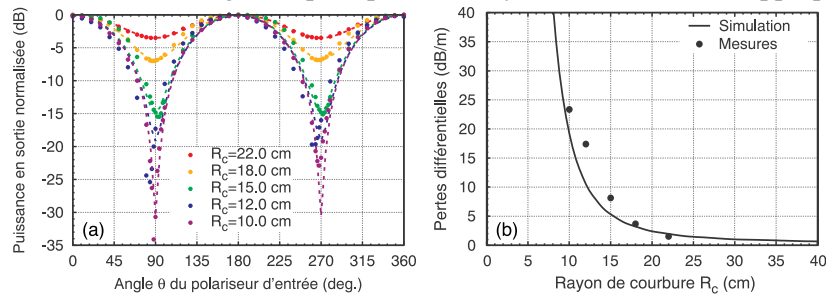 Puissance en sortie normalisée (dB)
0
-5
-10
-15
-20
-25
-30
-35
0 45 90 135 180 225 270 315 360
Angle θ du polariseur d'entrée (deg.)
(a)
R_c=22.0 cm
R_c=18.0 cm
R_c=15.0 cm
R_c=12.0 cm
R_c=10.0 cm
Pertes différentielles (dB/m)
40
35
30
25
20
15
10
5
0
0 5 10 15 20 25 30 35 40
Rayon de courbure R_c (cm)
(b)
Simulation
Mesures